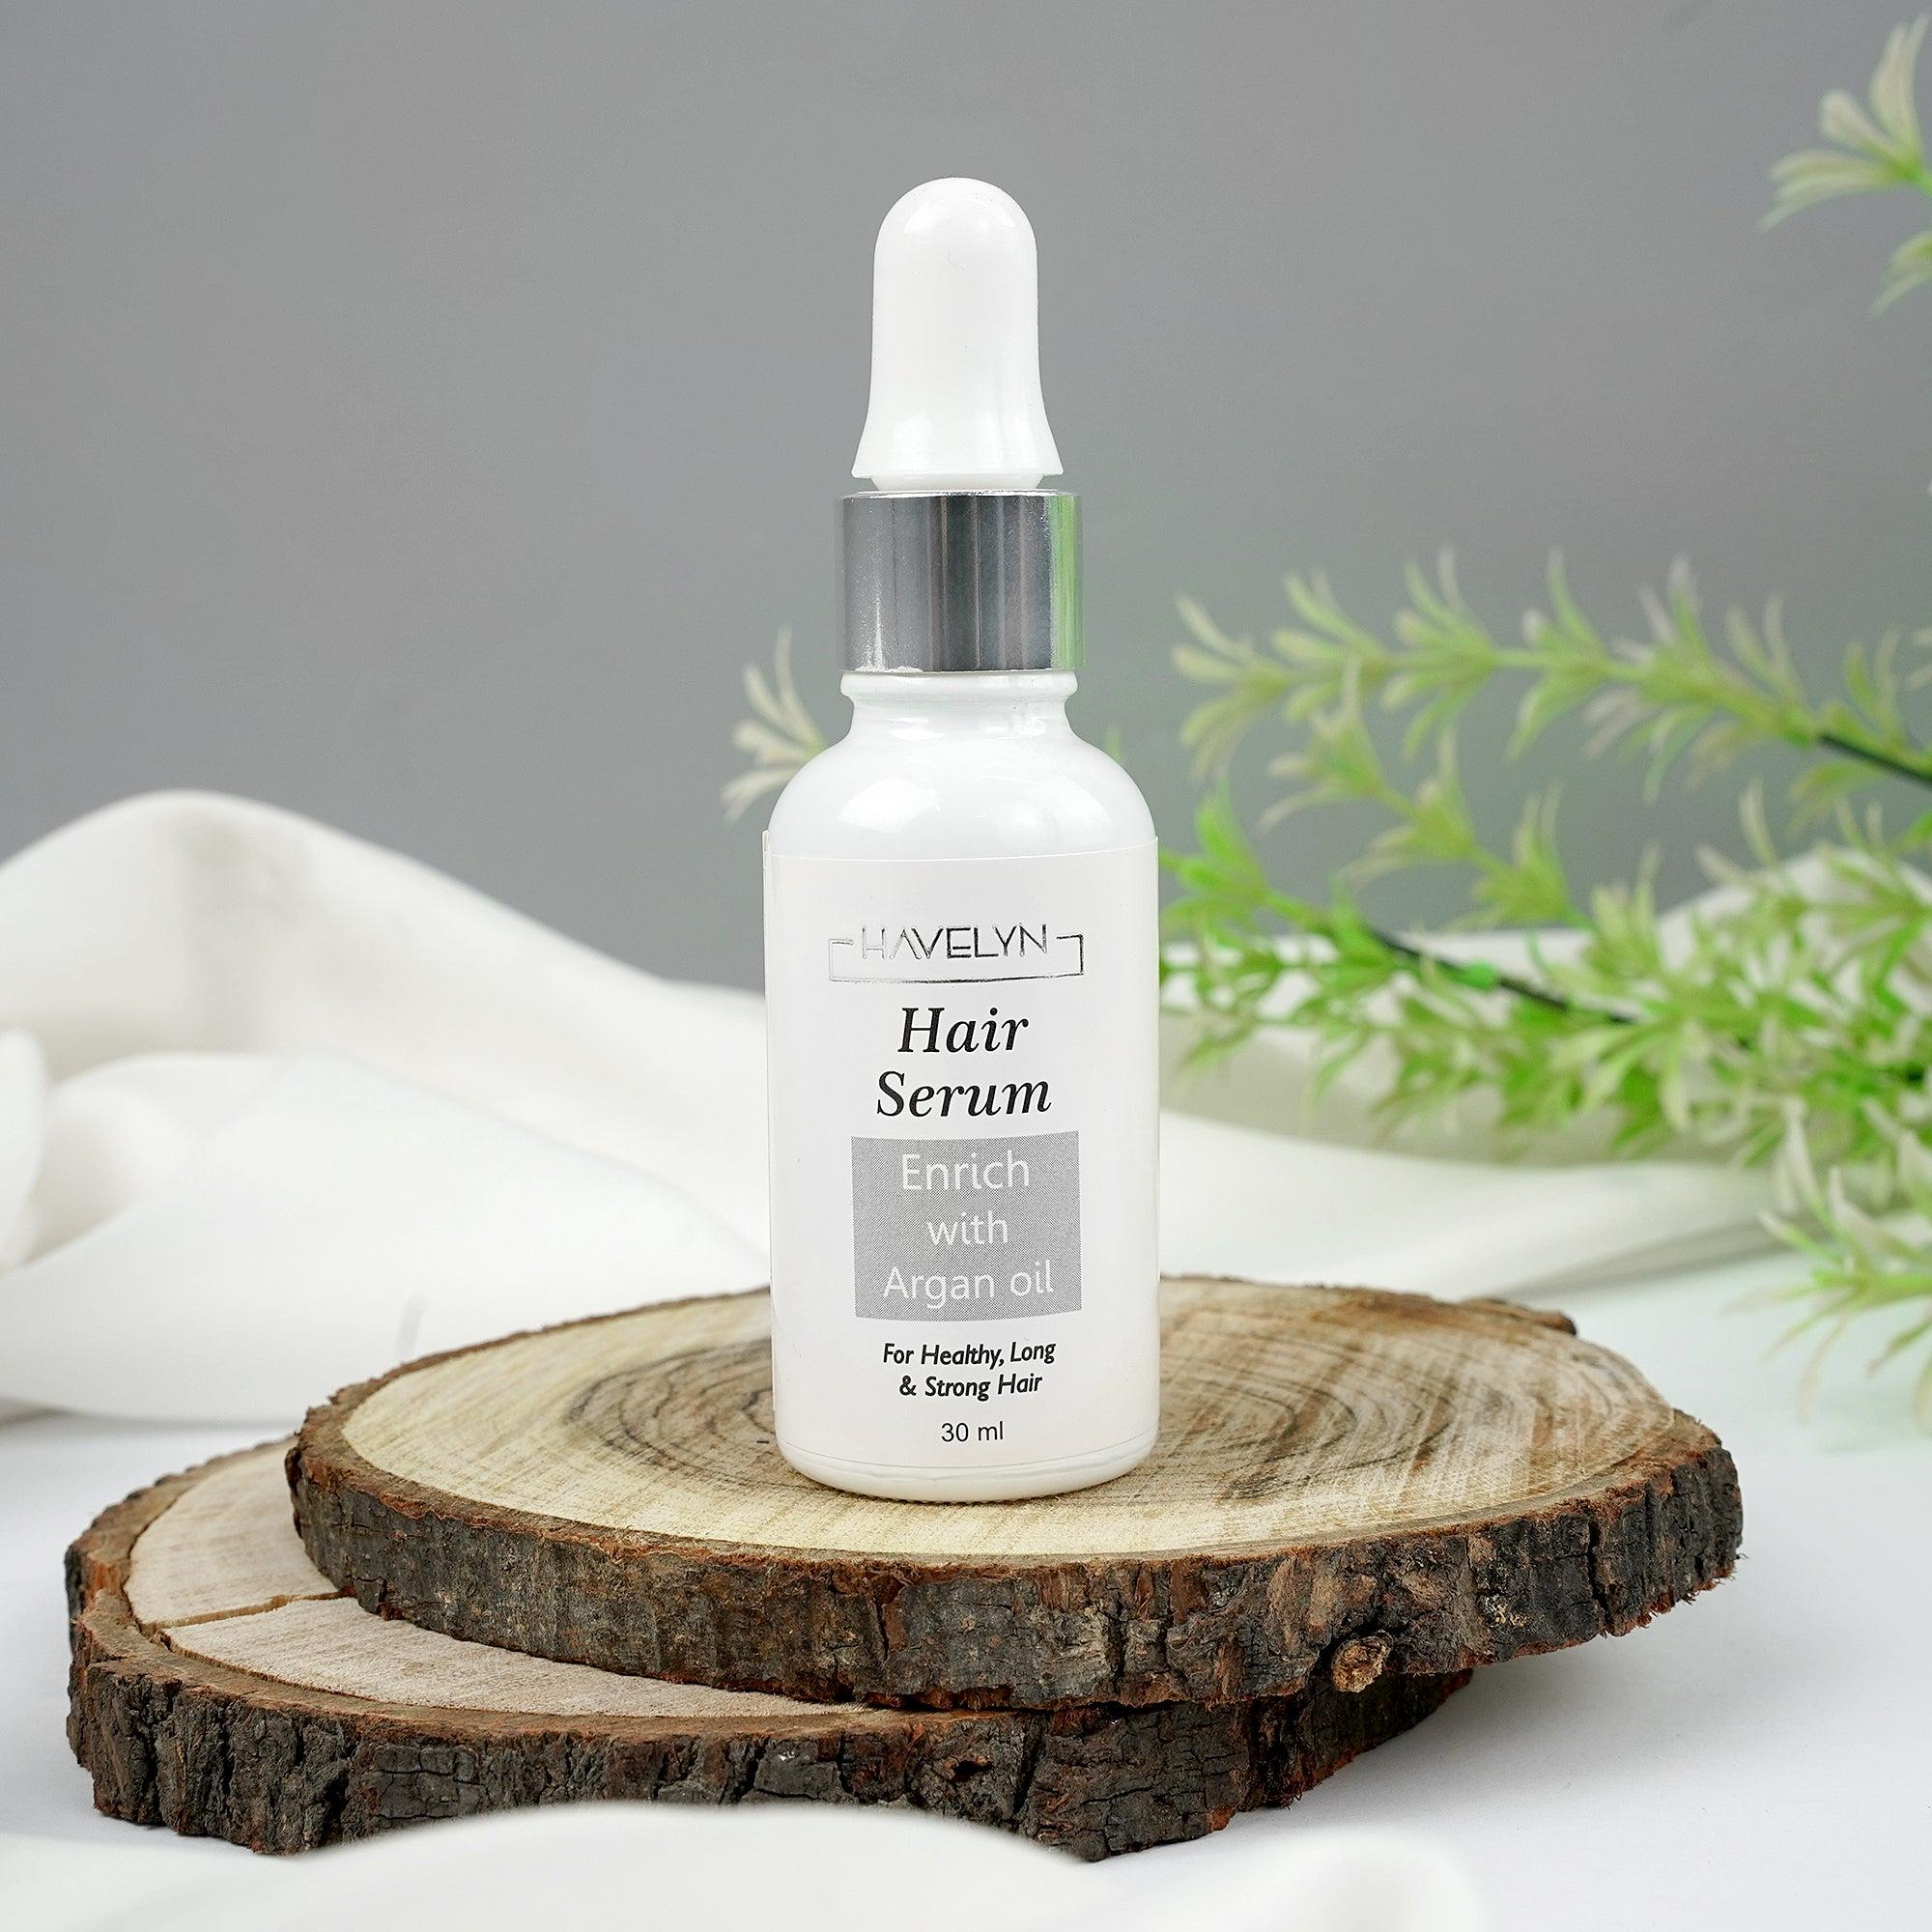 HAVELYN
Hair
Serum
Enrich
with
Argan oil
For Healthy, Long
& Strong Hair
30 ml